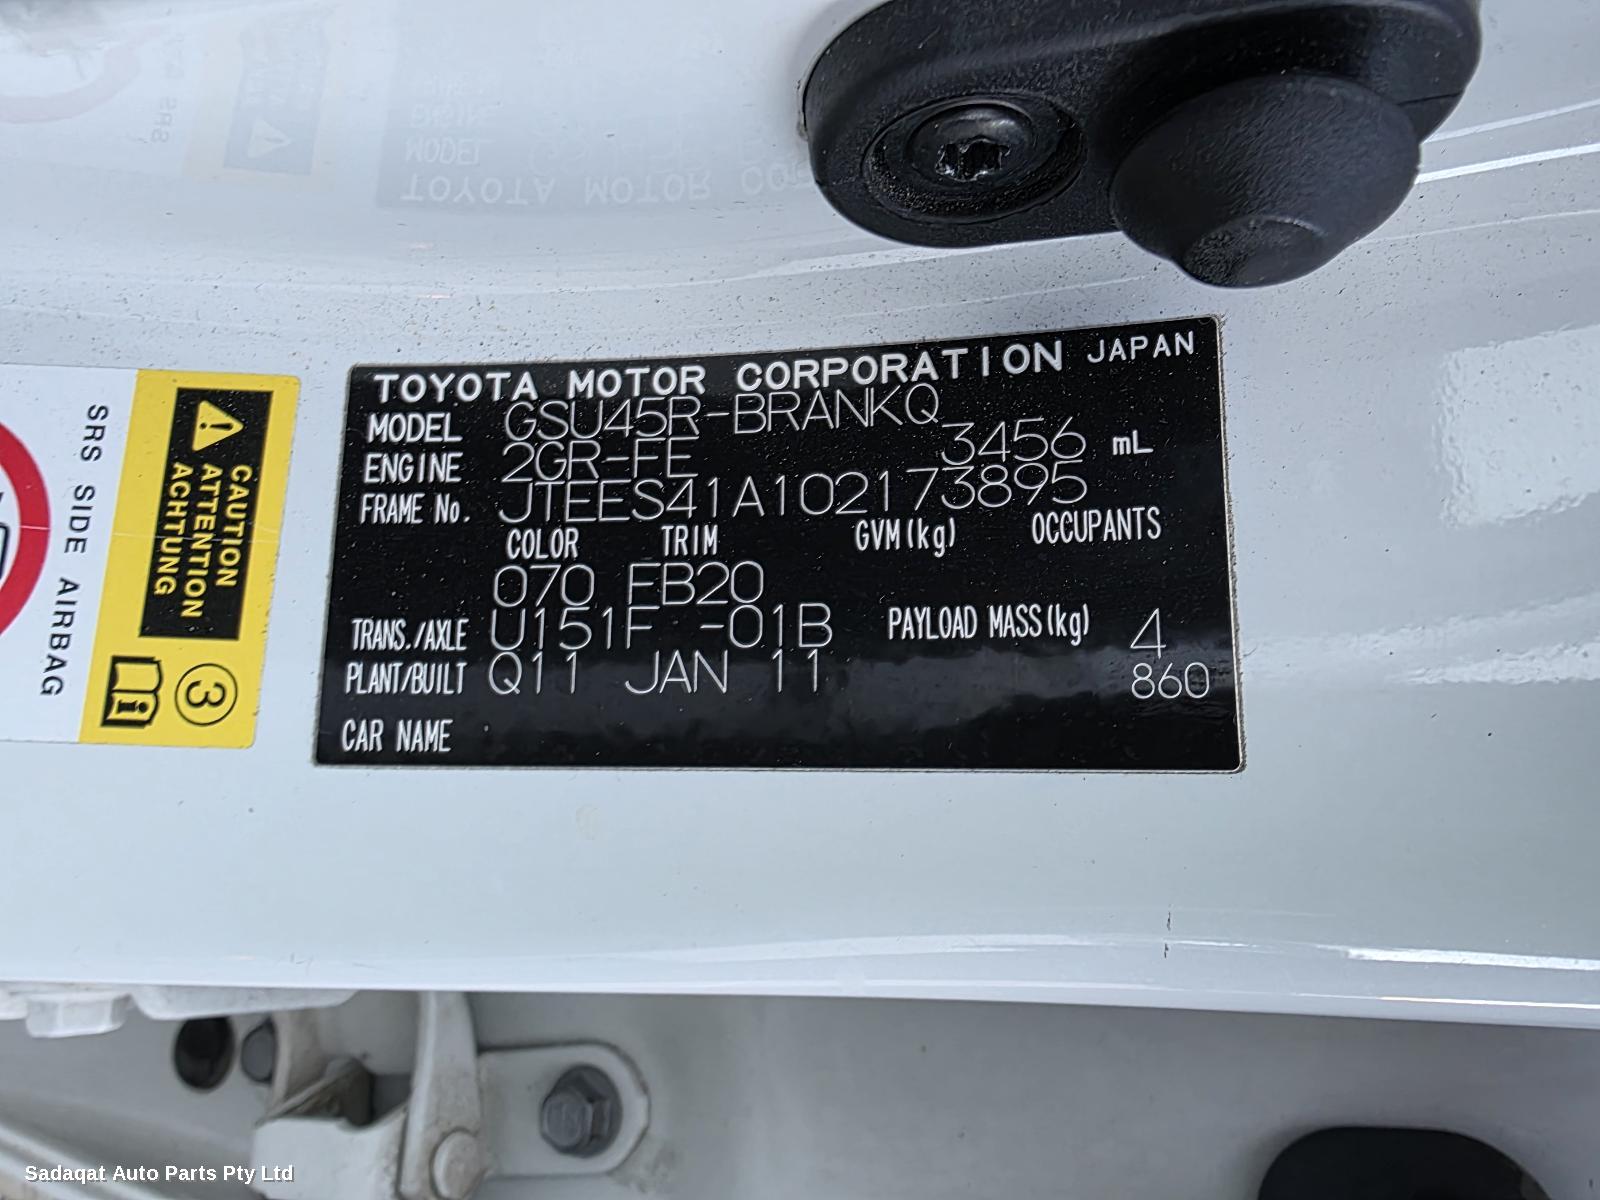 TOYOTA MOTOR CORPORATION JAPAN
MODEL GSU45R-BRANKQ
ENGINE 2GR-FE 3456 mL
FRAME No. JTEES41A102173895
COLOR TRIM GVM(kg) OCCUPANTS
070 FB20
TRANS./AXLE U151F -01B PAYLOAD MASS(kg) 4
PLANT/BUILT Q11 JAN 11 860
CAR NAME
SRS SIDE AIRBAG
CAUTION
ATTENTION
ACHTUNG
3
i
Sadaqat Auto Parts Pty Ltd